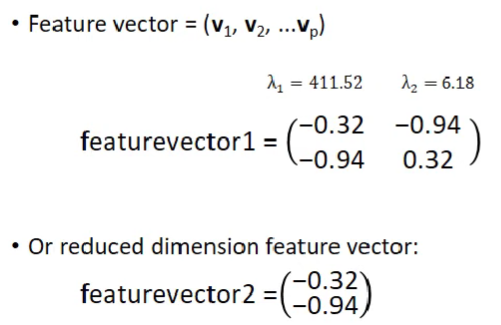 • Feature vector = (v₁, v₂, ...vₚ)
λ₁ = 411.52 λ₂ = 6.18
featurevector1 = (−0.32 −0.94
−0.94 0.32)
• Or reduced dimension feature vector:
featurevector2 =(−0.32
−0.94)